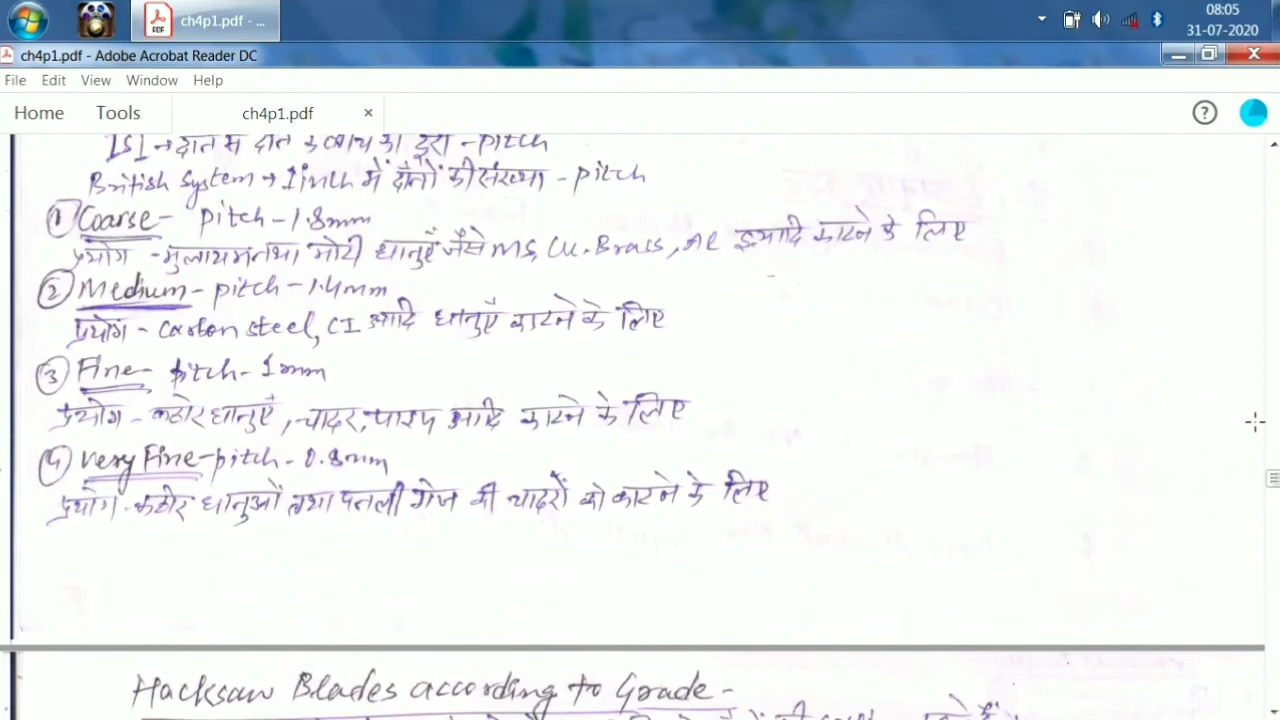 ch4p1.pdf - ...
08:05
31-07-2020
ch4p1.pdf - Adobe Acrobat Reader DC
File Edit View Window Help
Home Tools ch4p1.pdf
ISI → दांत से दांत के बीच की दूरी - pitch
British System → 1 inch में दाँतों की संख्या - pitch
① Coarse - pitch - 1.8mm
प्रयोग - मुलायम तथा मोटी धातुएँ जैसे MS, Cu. Brass, Al इत्यादि काटने के लिए
② Medium - pitch - 1.4mm
प्रयोग - Carbon steel, CI आदि धातुएँ काटने के लिए
③ Fine - pitch - 1mm
प्रयोग - कठोर धातुएँ, चादर, पाइप आदि काटने के लिए
④ Very Fine - pitch - 0.8mm
प्रयोग - कठोर धातुओं तथा पतली गेज की चादरों को काटने के लिए
Hacksaw Blades according to Grade -